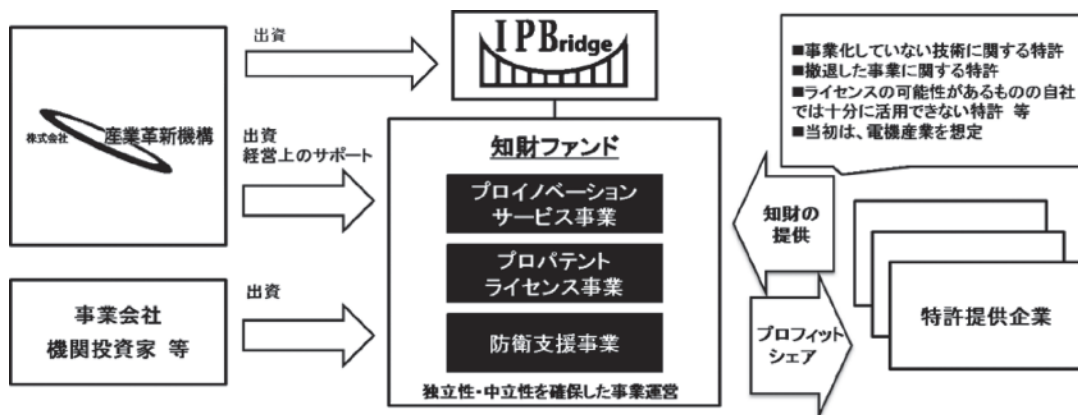 株式会社 産業革新機構
出資
IPBridge
出資
経営上のサポート
事業会社
機関投資家 等
出資
知財ファンド
プロイノベーション
サービス事業
プロパテント
ライセンス事業
防衛支援事業
独立性・中立性を確保した事業運営
■事業化していない技術に関する特許
■撤退した事業に関する特許
■ライセンスの可能性があるものの自社
では十分に活用できない特許 等
■当初は、電機産業を想定
知財の
提供
プロフィット
シェア
特許提供企業